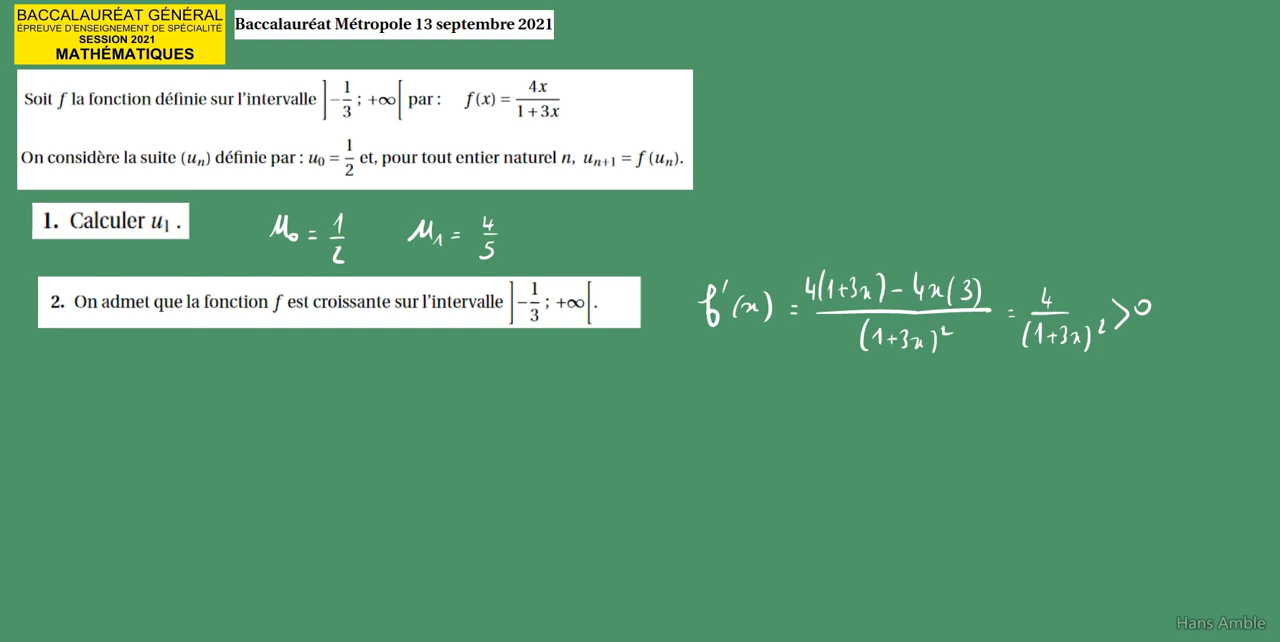 BACCALAURÉAT GÉNÉRAL
ÉPREUVE D'ENSEIGNEMENT DE SPÉCIALITÉ
SESSION 2021
MATHÉMATIQUES
Baccalauréat Métropole 13 septembre 2021
Soit f la fonction définie sur l'intervalle ]-1/3 ; +∞[ par : f(x) = 4x/(1+3x)
On considère la suite (uₙ) définie par : u₀ = 1/2 et, pour tout entier naturel n, uₙ₊₁ = f(uₙ).
1. Calculer u₁ .
u₀ = 1/2 u₁ = 4/5
2. On admet que la fonction f est croissante sur l'intervalle ]-1/3 ; +∞[.
f'(x) = (4(1+3x) - 4x(3))/(1+3x)² = 4/(1+3x)² > 0
Hans Amble